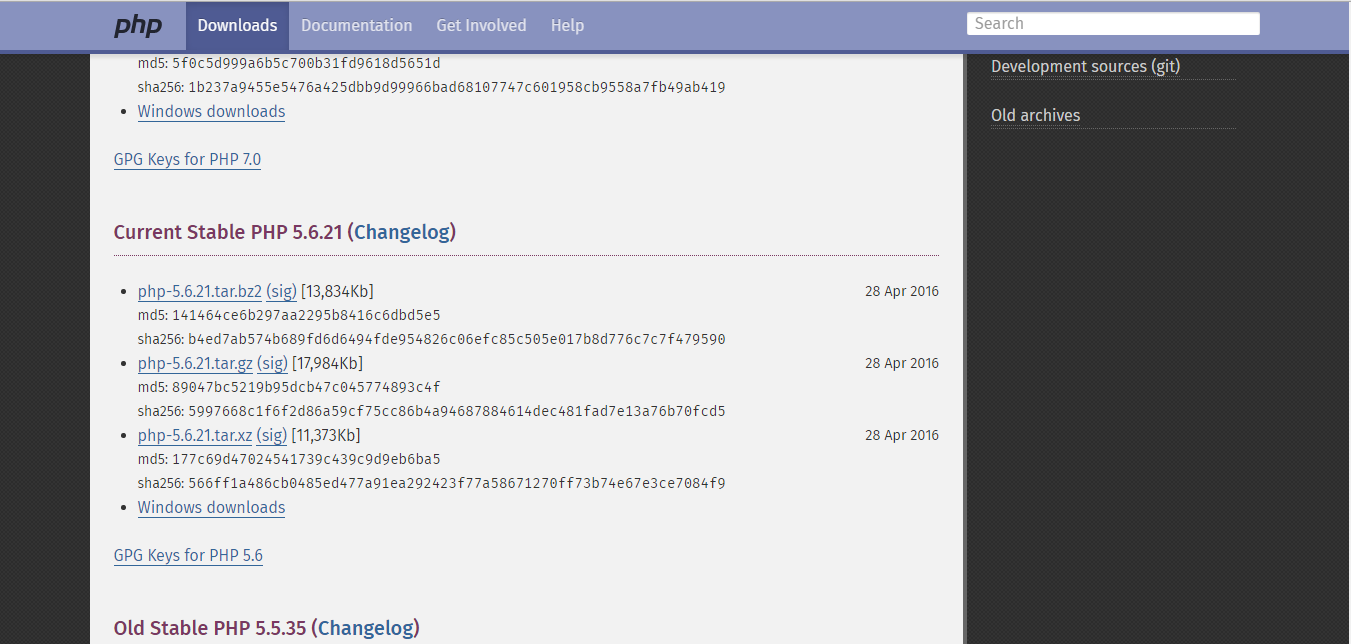 php Downloads Documentation Get Involved Help Search
md5: 5f0c5d999a6b5c700b31fd9618d5651d
sha256: 1b237a9455e5476a425dbb9d99966bad68107747c601958cb9558a7fb49ab419
• Windows downloads
GPG Keys for PHP 7.0
Current Stable PHP 5.6.21 (Changelog)
• php-5.6.21.tar.bz2 (sig) [13,834Kb] 28 Apr 2016
md5: 141464ce6b297aa2295b8416c6dbd5e5
sha256: b4ed7ab574b689fd6d6494fde954826c06efc85c505e017b8d776c7c7f479590
• php-5.6.21.tar.gz (sig) [17,984Kb] 28 Apr 2016
md5: 89047bc5219b95dcb47c045774893c4f
sha256: 5997668c1f6f2d86a59cf75cc86b4a94687884614dec481fad7e13a76b70fcd5
• php-5.6.21.tar.xz (sig) [11,373Kb] 28 Apr 2016
md5: 177c69d47024541739c439c9d9eb6ba5
sha256: 566ff1a486cb0485ed477a91ea292423f77a58671270ff73b74e67e3ce7084f9
• Windows downloads
GPG Keys for PHP 5.6
Old Stable PHP 5.5.35 (Changelog)
Development sources (git)
Old archives